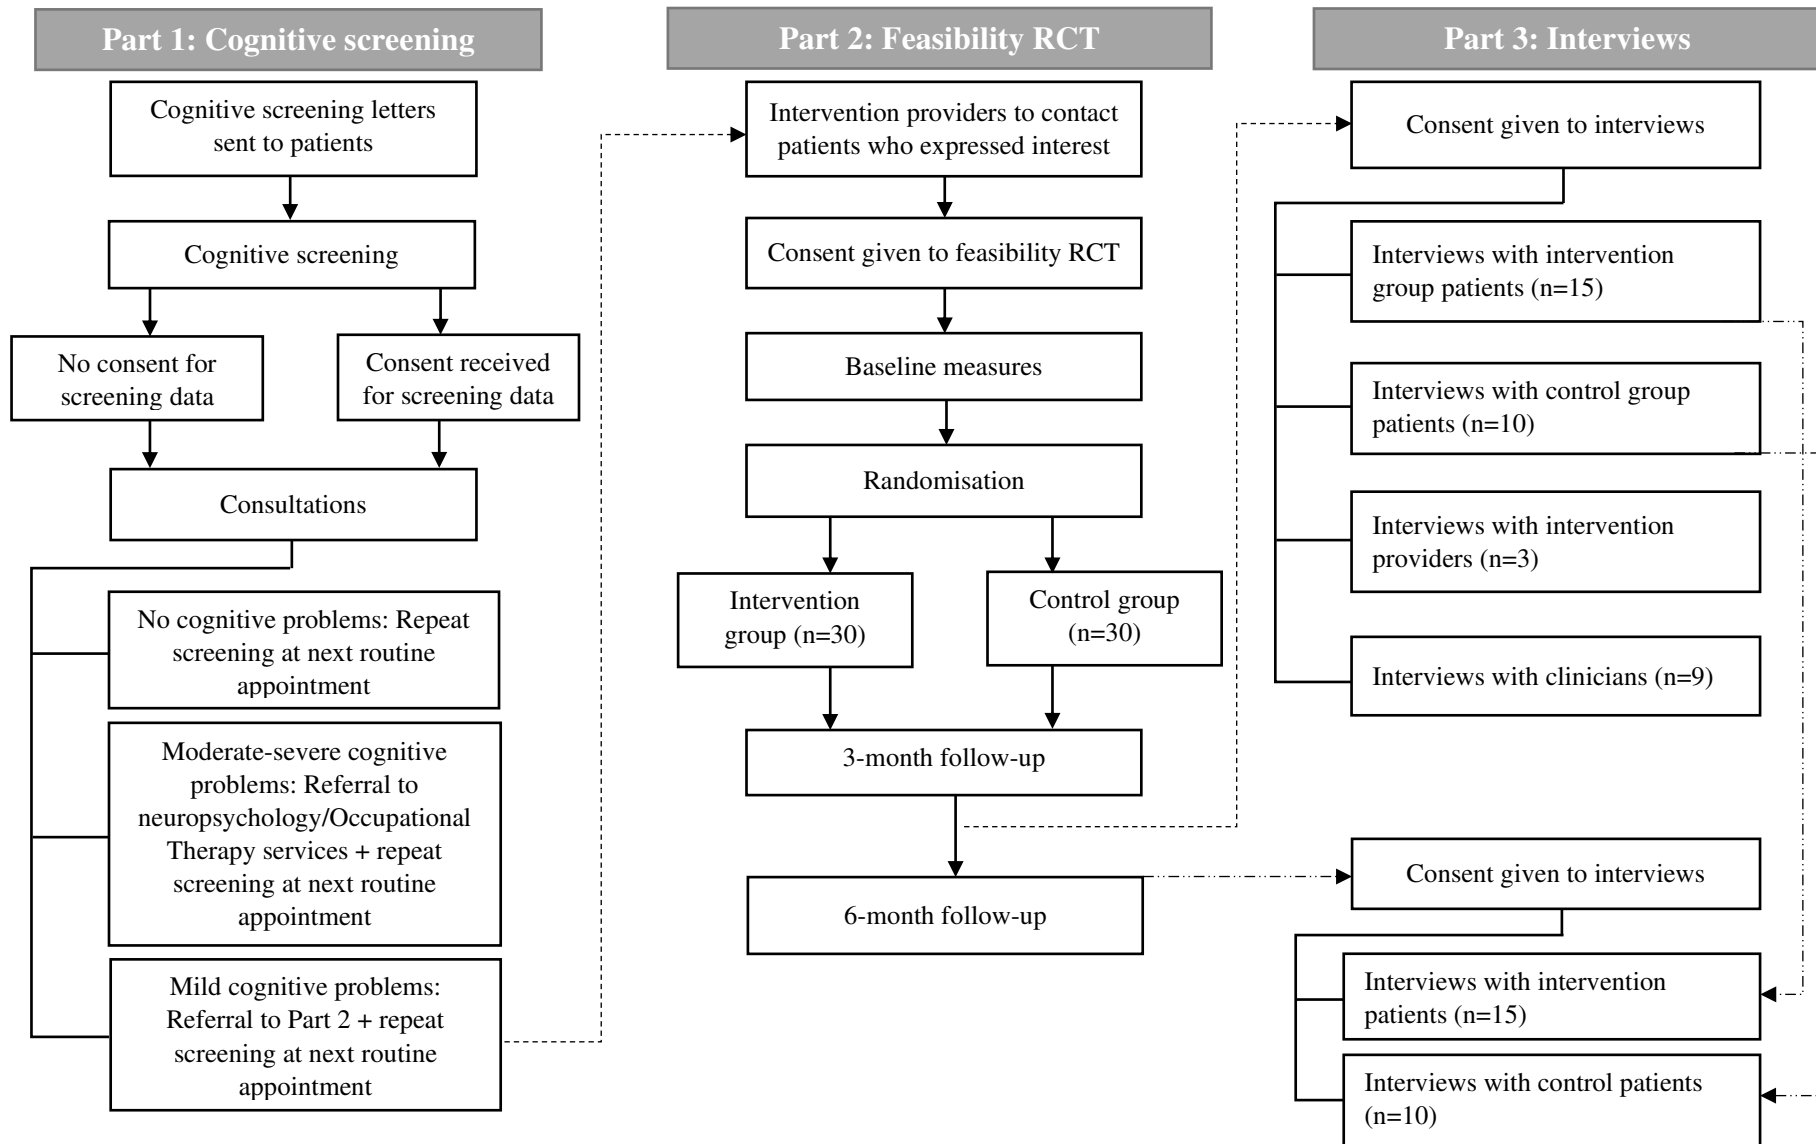 Part 1: Cognitive screening
Cognitive screening letters
sent to patients
Cognitive screening
No consent for
screening data
Consent received
for screening data
Consultations
No cognitive problems: Repeat
screening at next routine
appointment
Moderate-severe cognitive
problems: Referral to
neuropsychology/Occupational
Therapy services + repeat
screening at next routine
appointment
Mild cognitive problems:
Referral to Part 2 + repeat
screening at next routine
appointment
Part 2: Feasibility RCT
Intervention providers to contact
patients who expressed interest
Consent given to feasibility RCT
Baseline measures
Randomisation
Intervention
group (n=30)
Control group
(n=30)
3-month follow-up
6-month follow-up
Part 3: Interviews
Consent given to interviews
Interviews with intervention
group patients (n=15)
Interviews with control group
patients (n=10)
Interviews with intervention
providers (n=3)
Interviews with clinicians (n=9)
Consent given to interviews
Interviews with intervention
patients (n=15)
Interviews with control patients
(n=10)